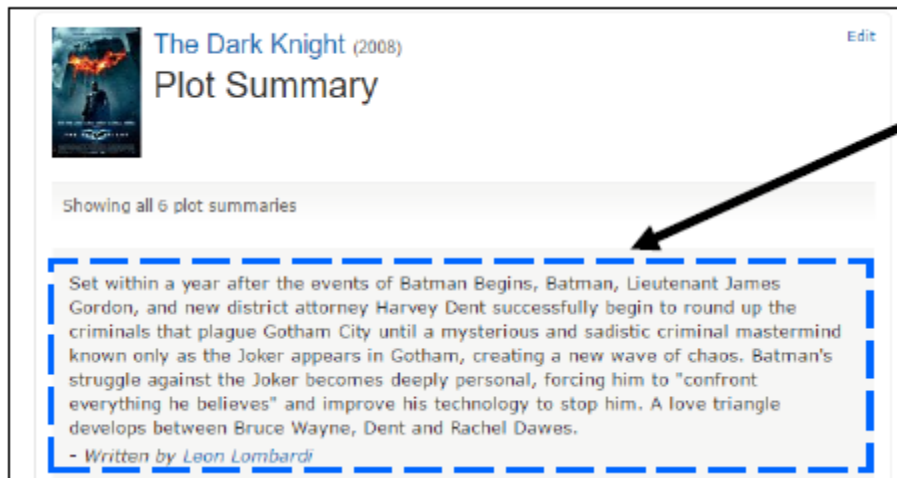 The Dark Knight (2008)
Edit
Plot Summary
Showing all 6 plot summaries
Set within a year after the events of Batman Begins, Batman, Lieutenant James
Gordon, and new district attorney Harvey Dent successfully begin to round up the
criminals that plague Gotham City until a mysterious and sadistic criminal mastermind
known only as the Joker appears in Gotham, creating a new wave of chaos. Batman's
struggle against the Joker becomes deeply personal, forcing him to "confront
everything he believes" and improve his technology to stop him. A love triangle
develops between Bruce Wayne, Dent and Rachel Dawes.
- Written by Leon Lombardi